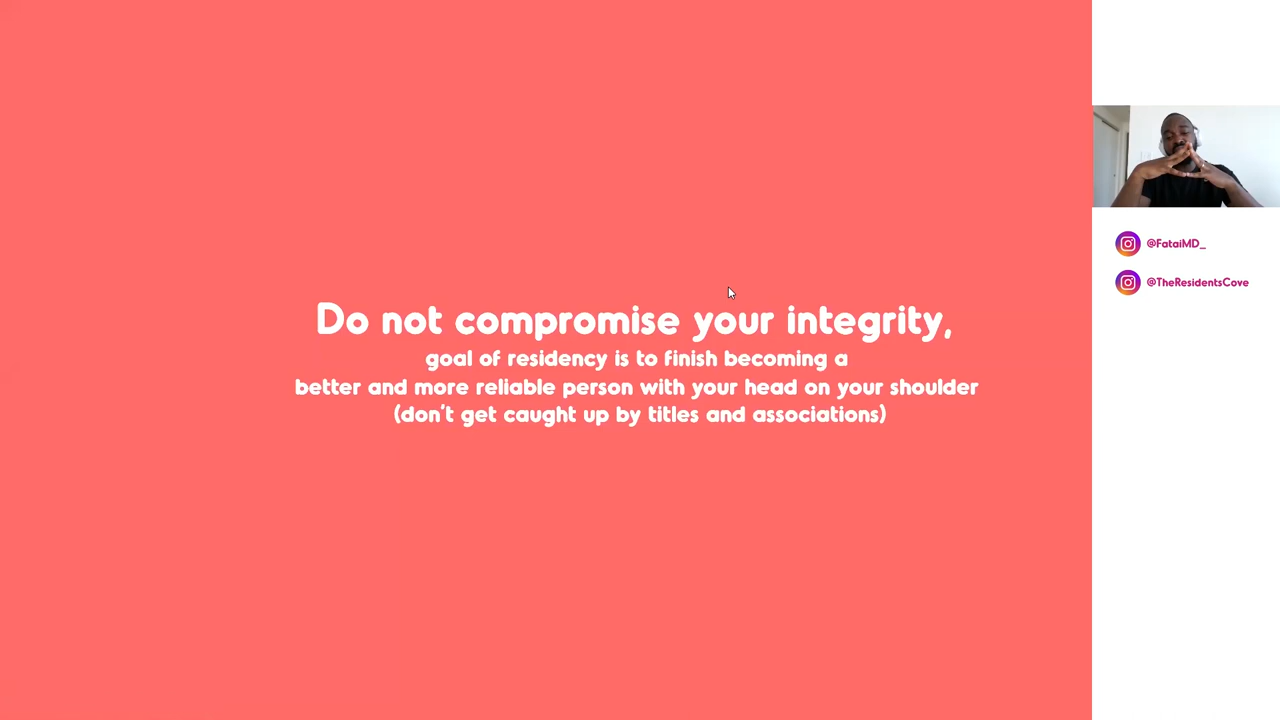 Do not compromise your integrity,
goal of residency is to finish becoming a
better and more reliable person with your head on your shoulder
(don't get caught up by titles and associations)
@FataiMD_
@TheResidentsCove